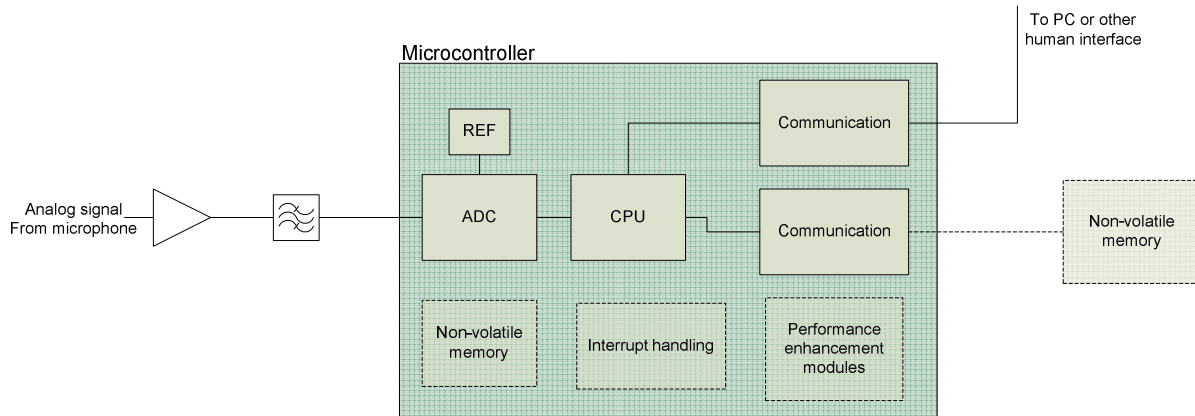 To PC or other
human interface
Microcontroller
REF
Communication
Analog signal
From microphone
ADC
CPU
Communication
Non-volatile
memory
Non-volatile
memory
Interrupt handling
Performance
enhancement
modules